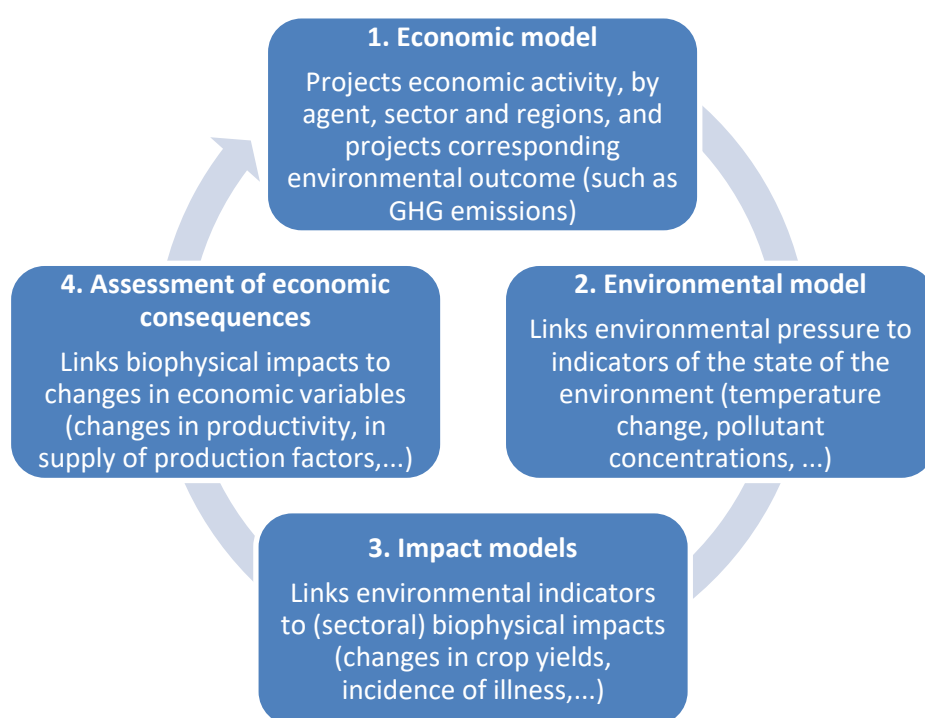 1. Economic model
Projects economic activity, by
agent, sector and regions, and
projects corresponding
environmental outcome (such as
GHG emissions)
2. Environmental model
Links environmental pressure to
indicators of the state of the
environment (temperature
change, pollutant
concentrations, ...)
3. Impact models
Links environmental indicators
to (sectoral) biophysical impacts
(changes in crop yields,
incidence of illness,...)
4. Assessment of economic
consequences
Links biophysical impacts to
changes in economic variables
(changes in productivity, in
supply of production factors,...)